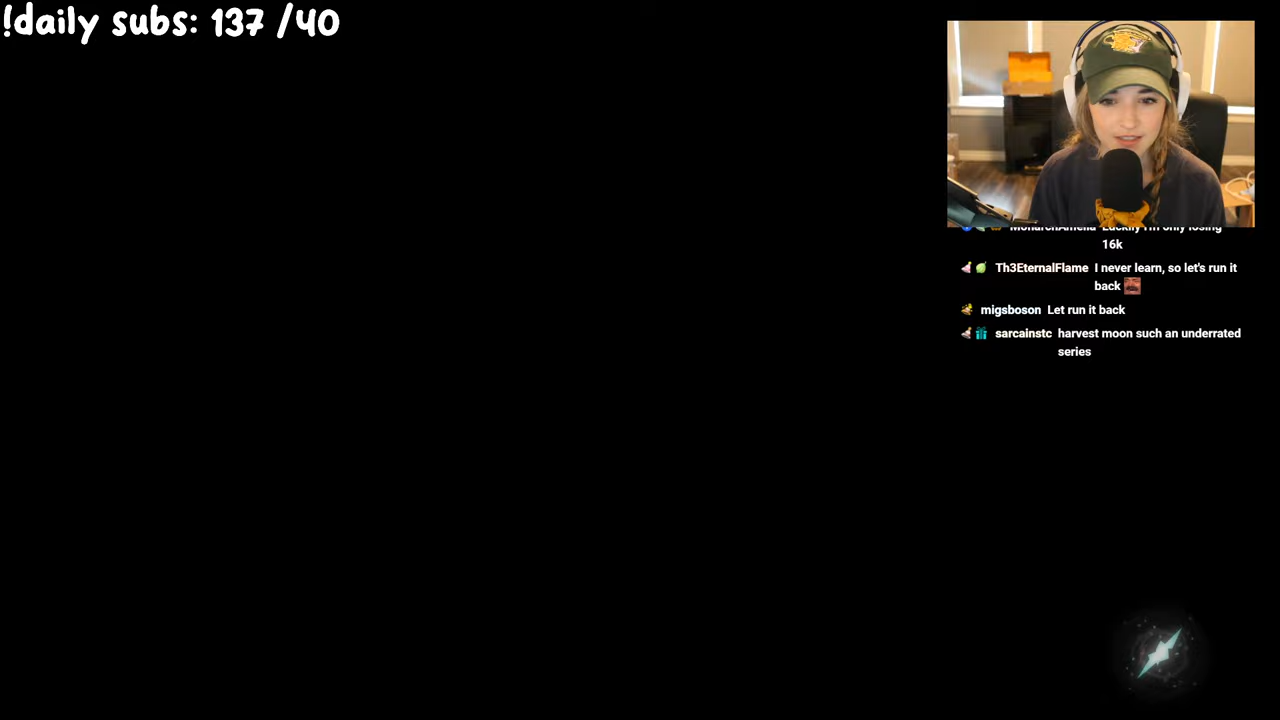 !daily subs: 137 /40
MonarchAmelia Luckily I'm only losing
16k
Th3EternalFlame I never learn, so let's run it
back
migsboson Let run it back
sarcainstc harvest moon such an underrated
series